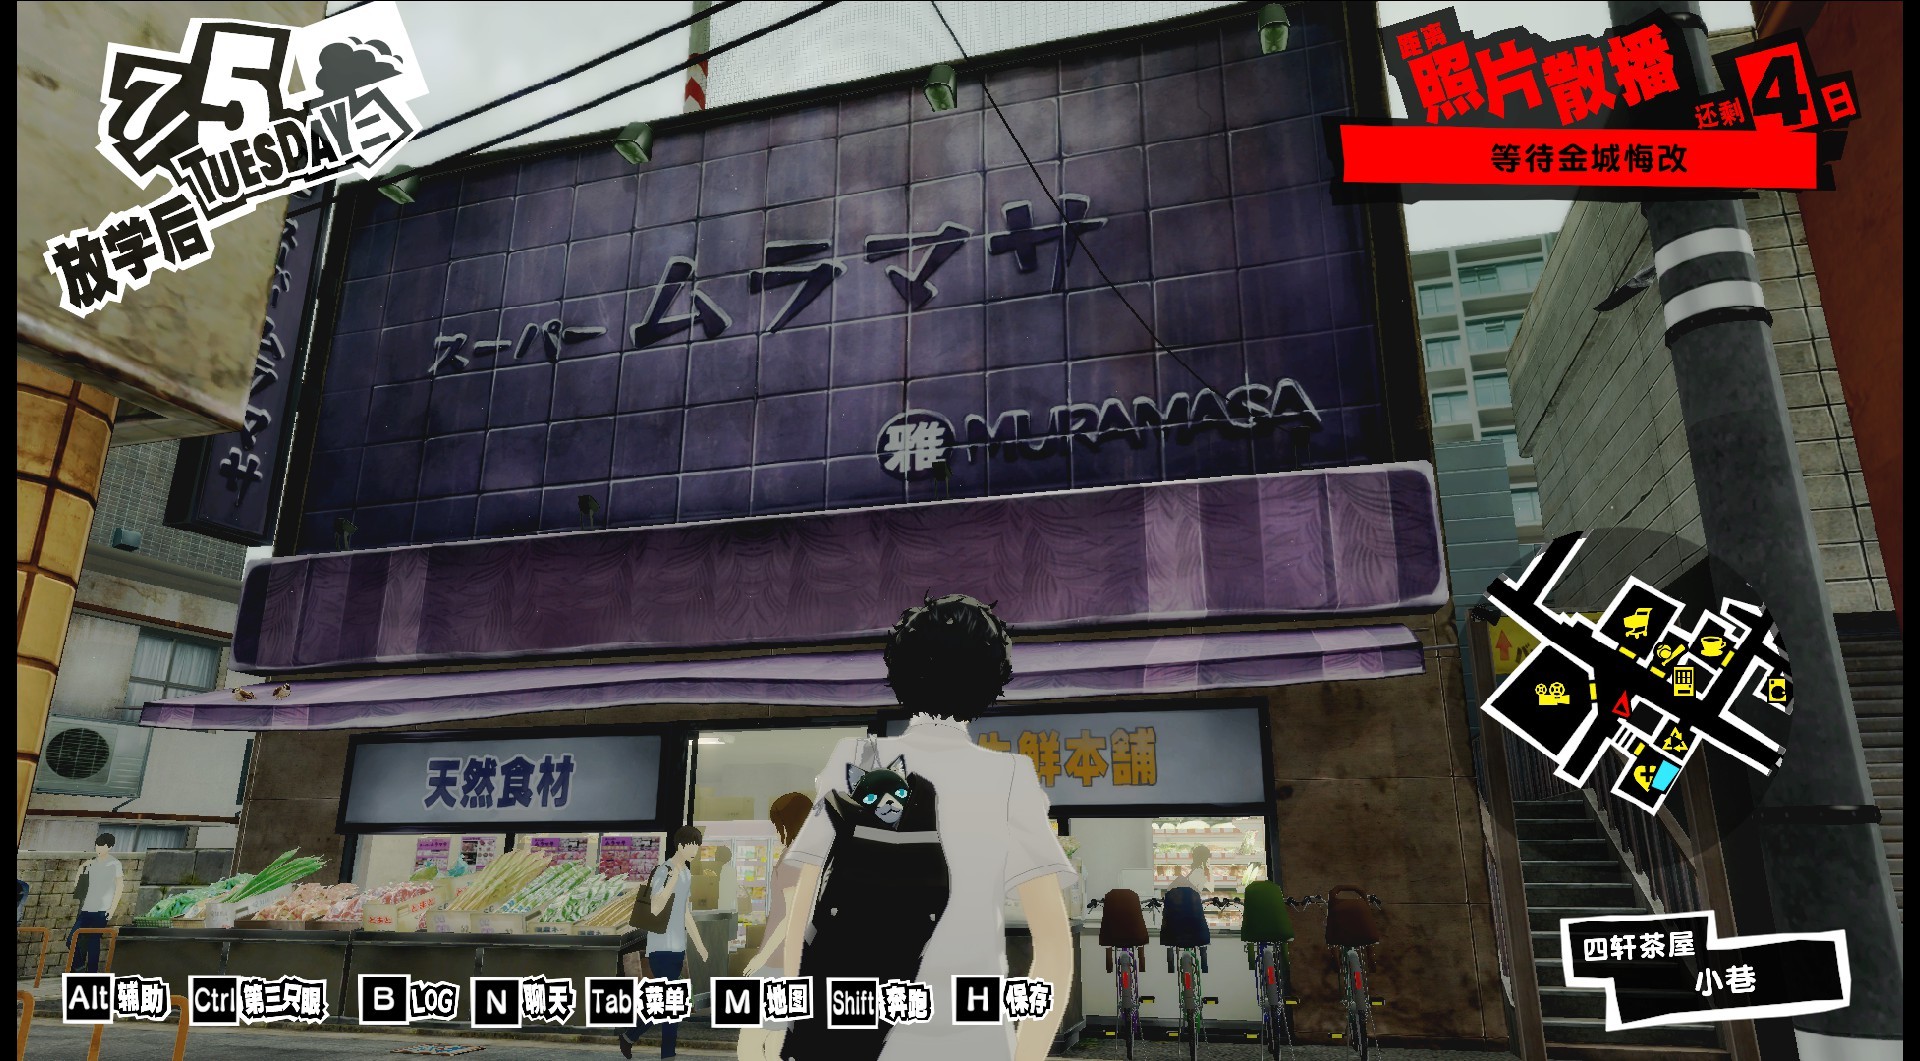 7 5
TUESDAY
放学后
距离
照片散播
还剩4日
等待金城悔改
スーパームラマサ
雅 MURAMASA
ムラマサ
天然食材
生鮮本舗
四轩茶屋
小巷
Alt 辅助 Ctrl 第三只眼 B LOG N 聊天 Tab 菜单 M 地图 Shift 奔跑 H 保存